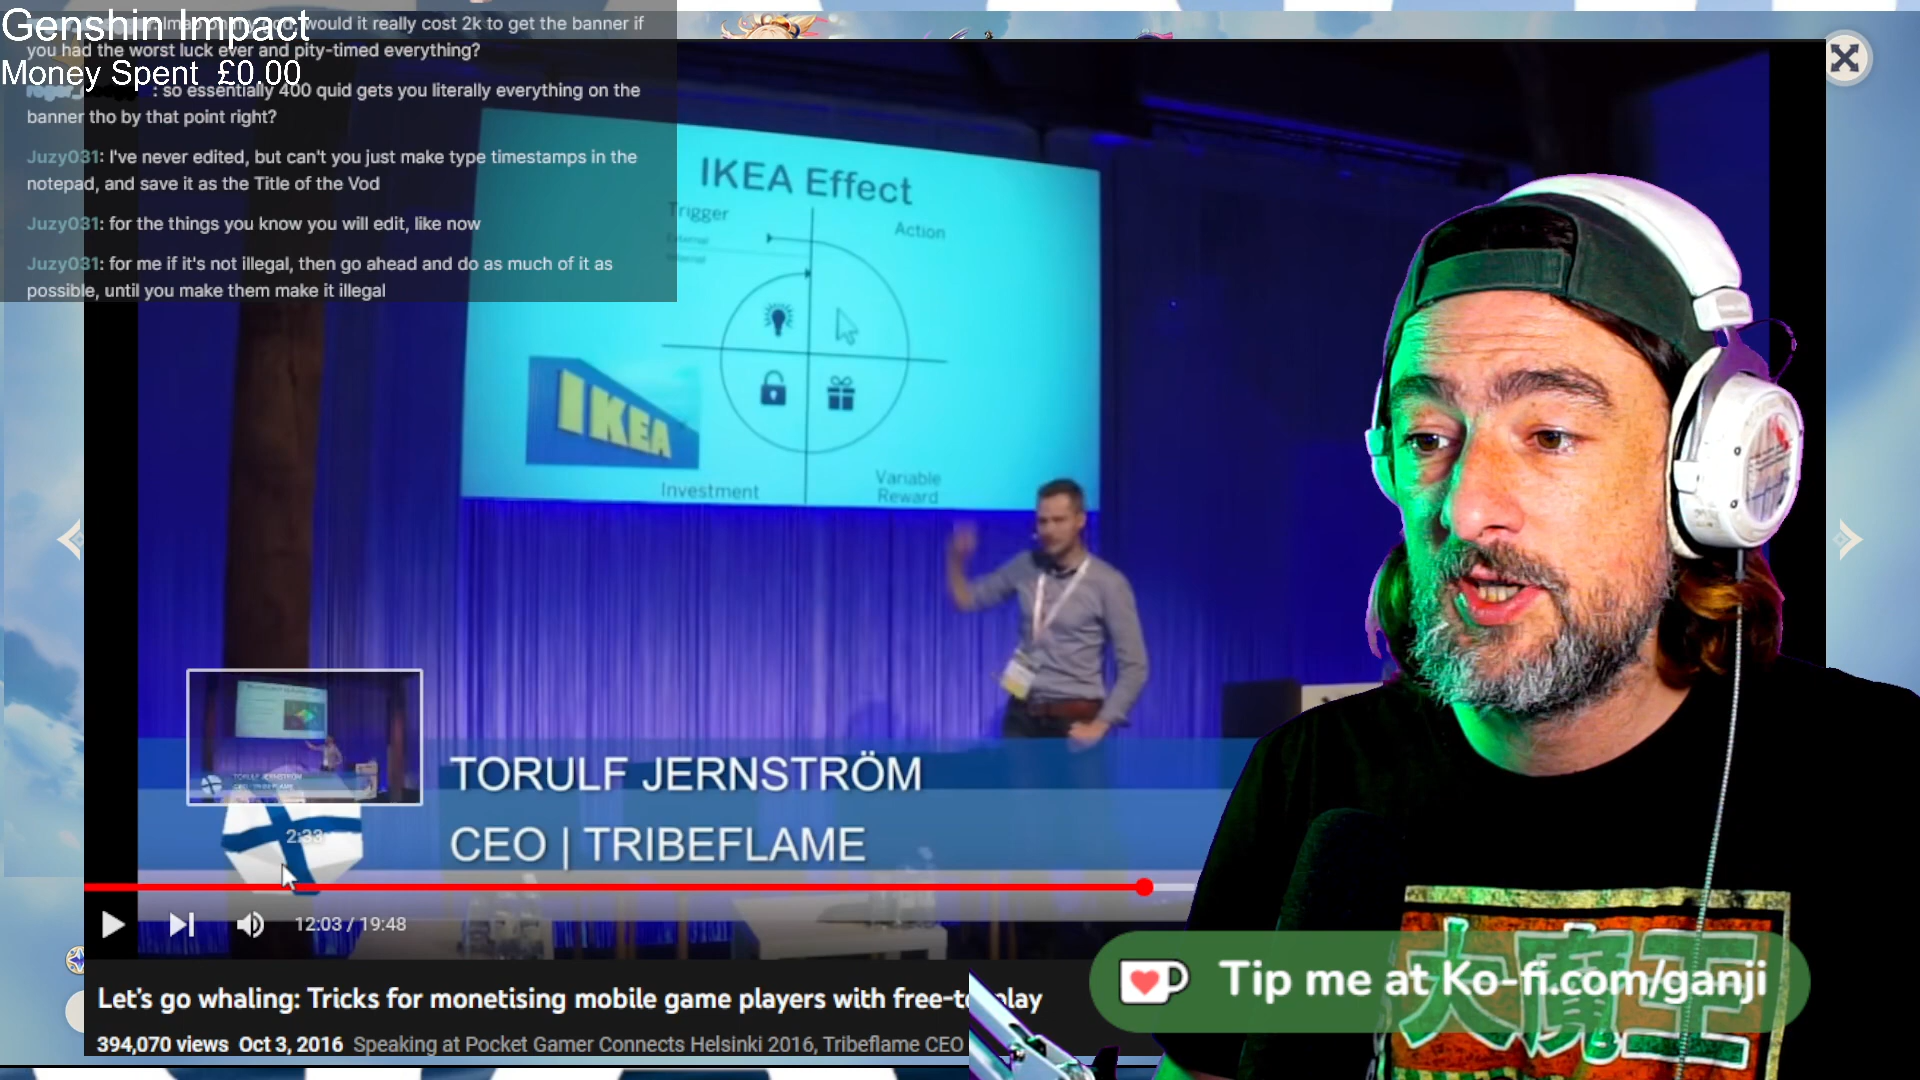 Genshin Impact
would it really cost 2k to get the banner if
you had the worst luck ever and pity-timed everything?
Money Spent £0.00
: so essentially 400 quid gets you literally everything on the
banner tho by that point right?
Juzy031: I've never edited, but can't you just make type timestamps in the
notepad, and save it as the Title of the Vod
Juzy031: for the things you know you will edit, like now
Juzy031: for me if it's not illegal, then go ahead and do as much of it as
possible, until you make them make it illegal
IKEA Effect
Trigger
Action
External
Internal
IKEA
Investment
Variable
Reward
TORULF JERNSTRÖM
CEO | TRIBEFLAME
TORULF JERNSTRÖM
CEO | TRIBEFLAME
2:33
12:03 / 19:48
Let's go whaling: Tricks for monetising mobile game players with free-to-play
394,070 views Oct 3, 2016 Speaking at Pocket Gamer Connects Helsinki 2016, Tribeflame CEO
Tip me at Ko-fi.com/ganji
大魔王